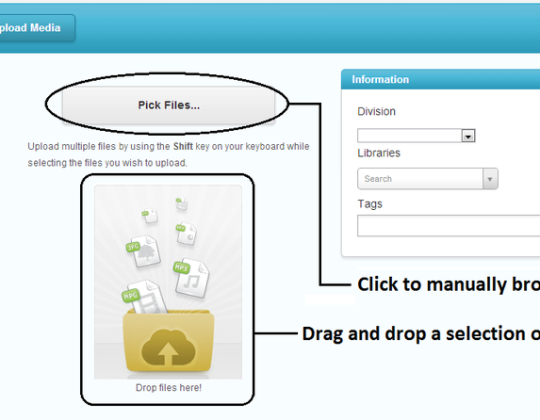 pload Media
Pick Files...
Upload multiple files by using the Shift key on your keyboard while
selecting the files you wish to upload.
Information
Division
Libraries
Search
Tags
JPG
MP3
MPG
Click to manually bro
Drag and drop a selection o
Drop files here!